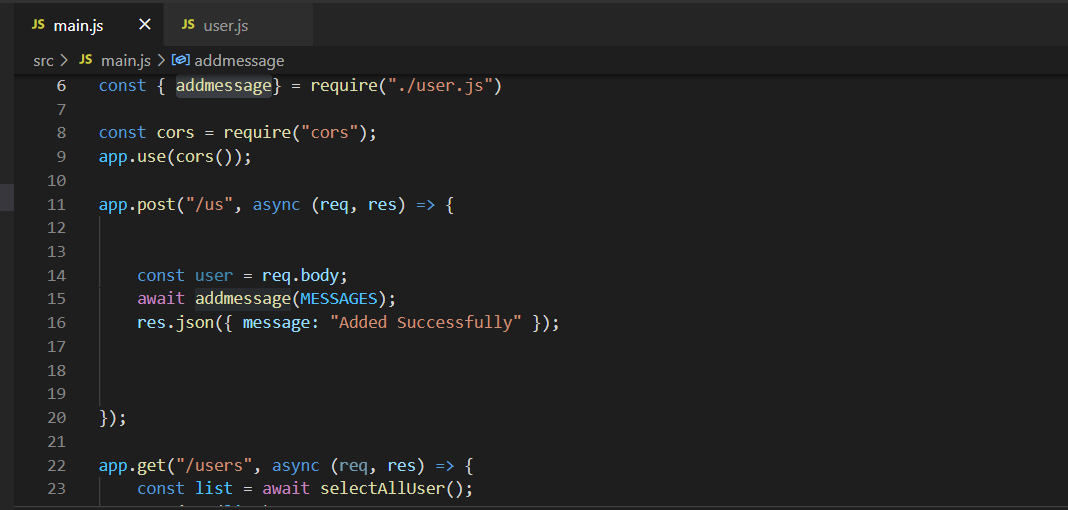 JS main.js × JS user.js
src > JS main.js > addmessage
6 const { addmessage} = require("./user.js")
7
8 const cors = require("cors");
9 app.use(cors());
10
11 app.post("/us", async (req, res) => {
12
13
14 const user = req.body;
15 await addmessage(MESSAGES);
16 res.json({ message: "Added Successfully" });
17
18
19
20 });
21
22 app.get("/users", async (req, res) => {
23 const list = await selectAllUser();